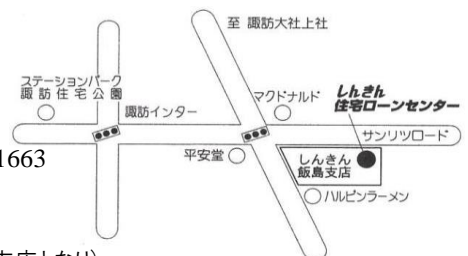 至 諏訪大社上社
ステーションパーク
諏訪住宅公園
諏訪インター
マクドナルド
しんきん
住宅ローンセンター
サンリツロード
1663
平安堂
しんきん
飯島支店
ハルピンラーメン